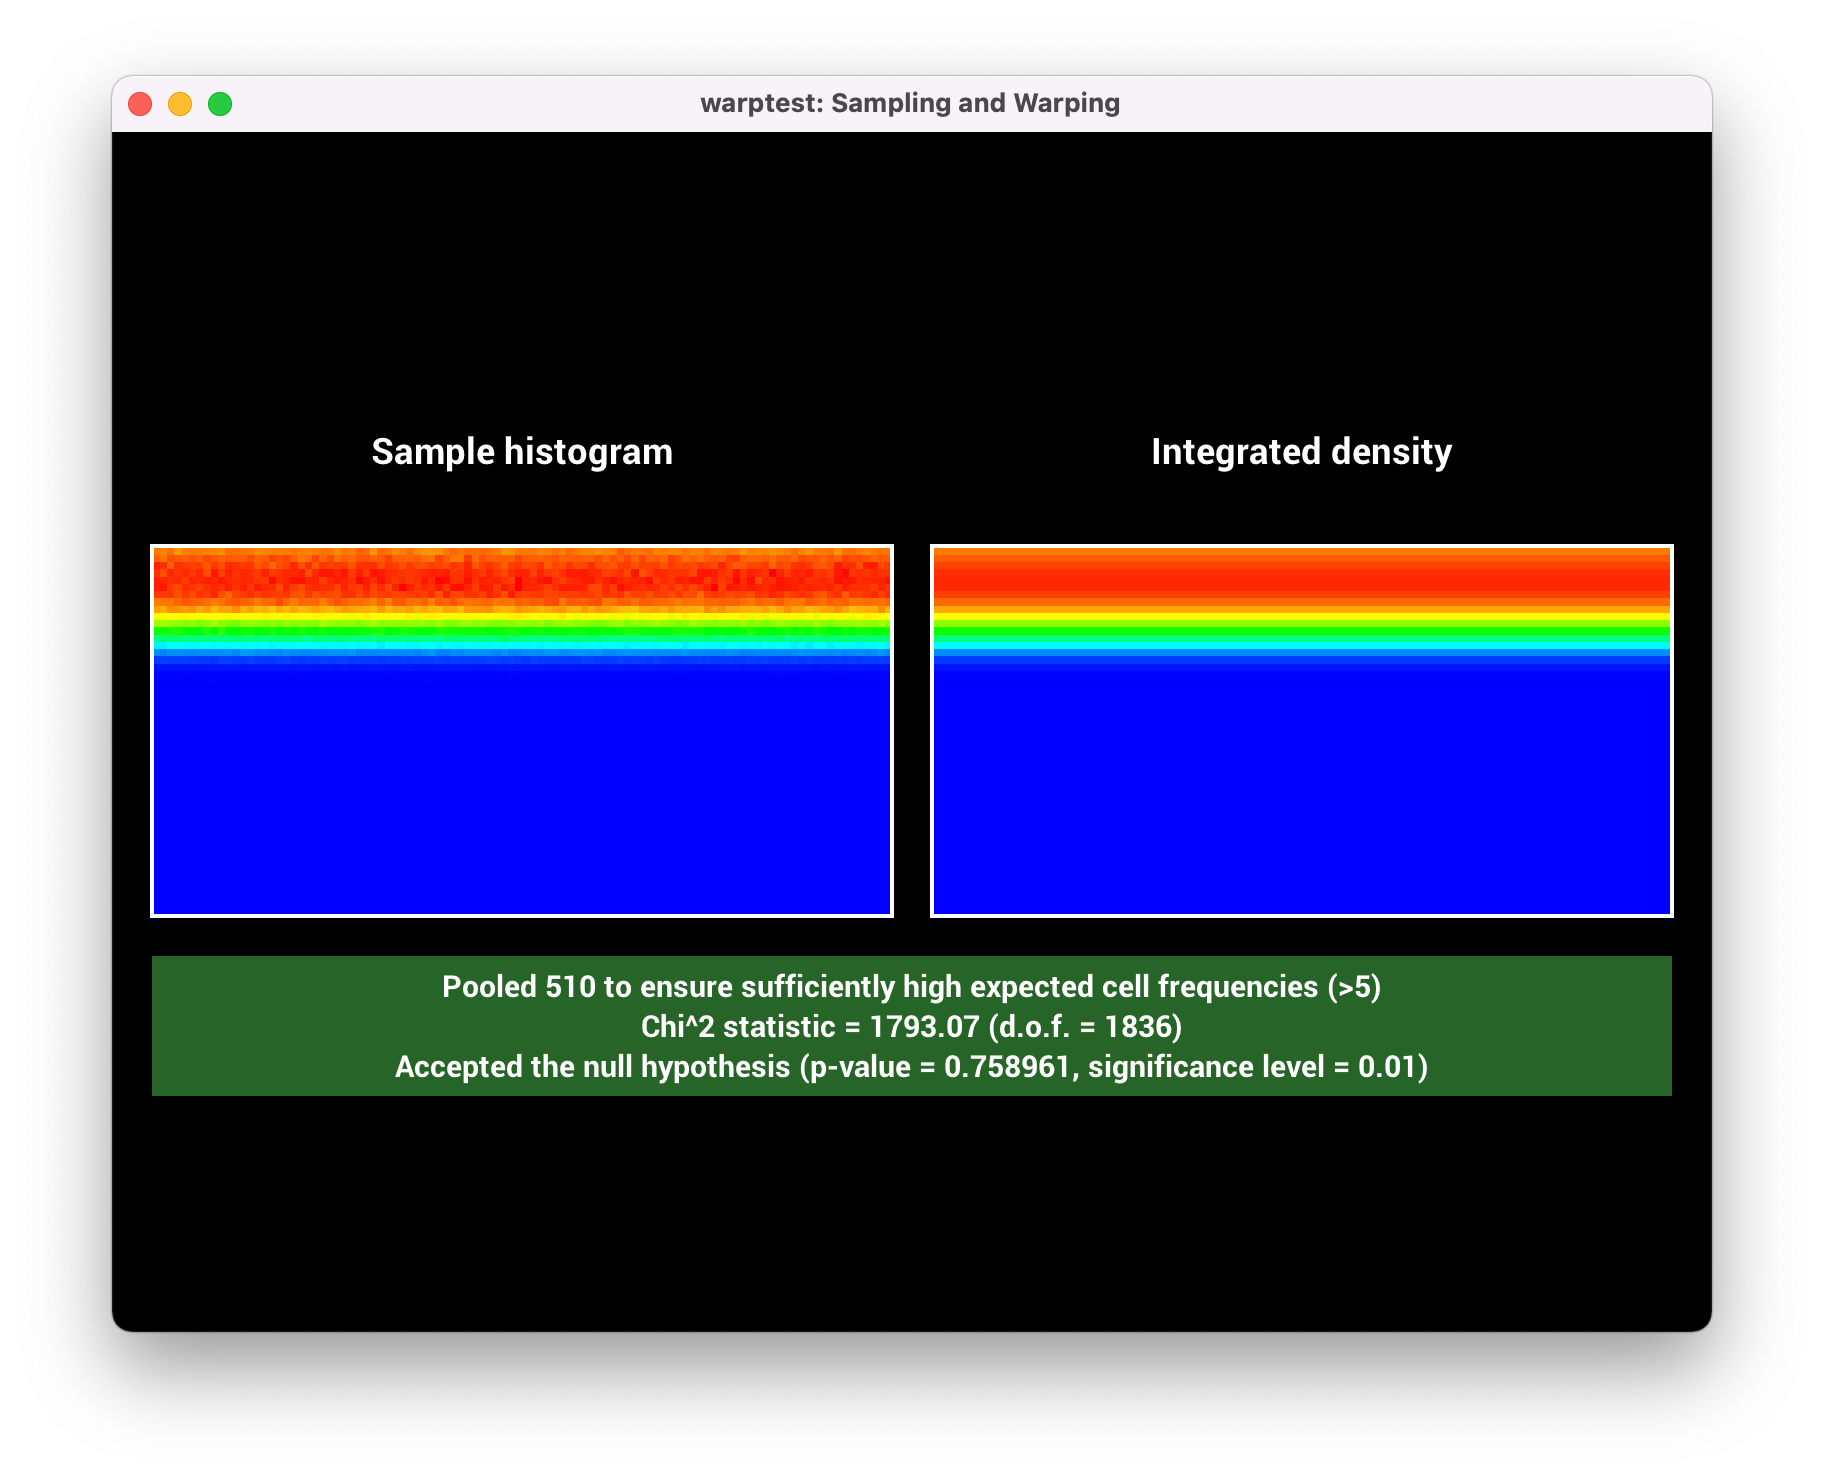 warptest: Sampling and Warping
Sample histogram
Integrated density
Pooled 510 to ensure sufficiently high expected cell frequencies (>5)
Chi^2 statistic = 1793.07 (d.o.f. = 1836)
Accepted the null hypothesis (p-value = 0.758961, significance level = 0.01)